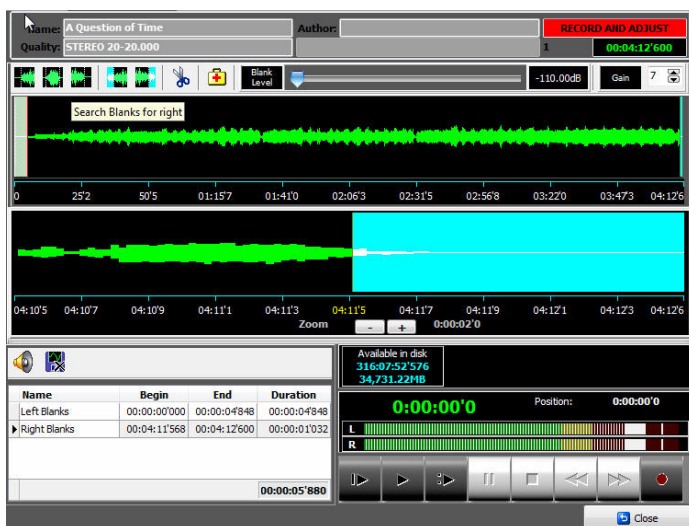 Name: A Question of Time Author: RECORD AND ADJUST
Quality: STEREO 20-20.000 1 00:04:12'600
Blank Level -110.00dB Gain 7
Search Blanks for right
0 25'2 50'5 01:15'7 01:41'0 02:06'3 02:31'5 02:56'8 03:22'0 03:47'3 04:12'6
04:10'5 04:10'7 04:10'9 04:11'1 04:11'3 04:11'5 04:11'7 04:11'9 04:12'1 04:12'3 04:12'6
Zoom - + 0:00:02'0
Available in disk
316:07:52'576
34,731.22MB
Name Begin End Duration
Left Blanks 00:00:00'000 00:00:04'848 00:00:04'848
Right Blanks 00:04:11'568 00:04:12'600 00:00:01'032
00:00:05'880
0:00:00'0 Position: 0:00:00'0
L
R
Close